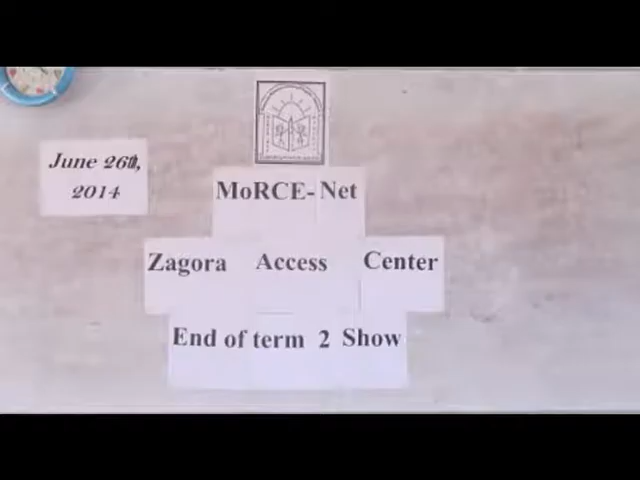 June 26th,
2014
MoRCE-Net
Zagora Access Center
End of term 2 Show